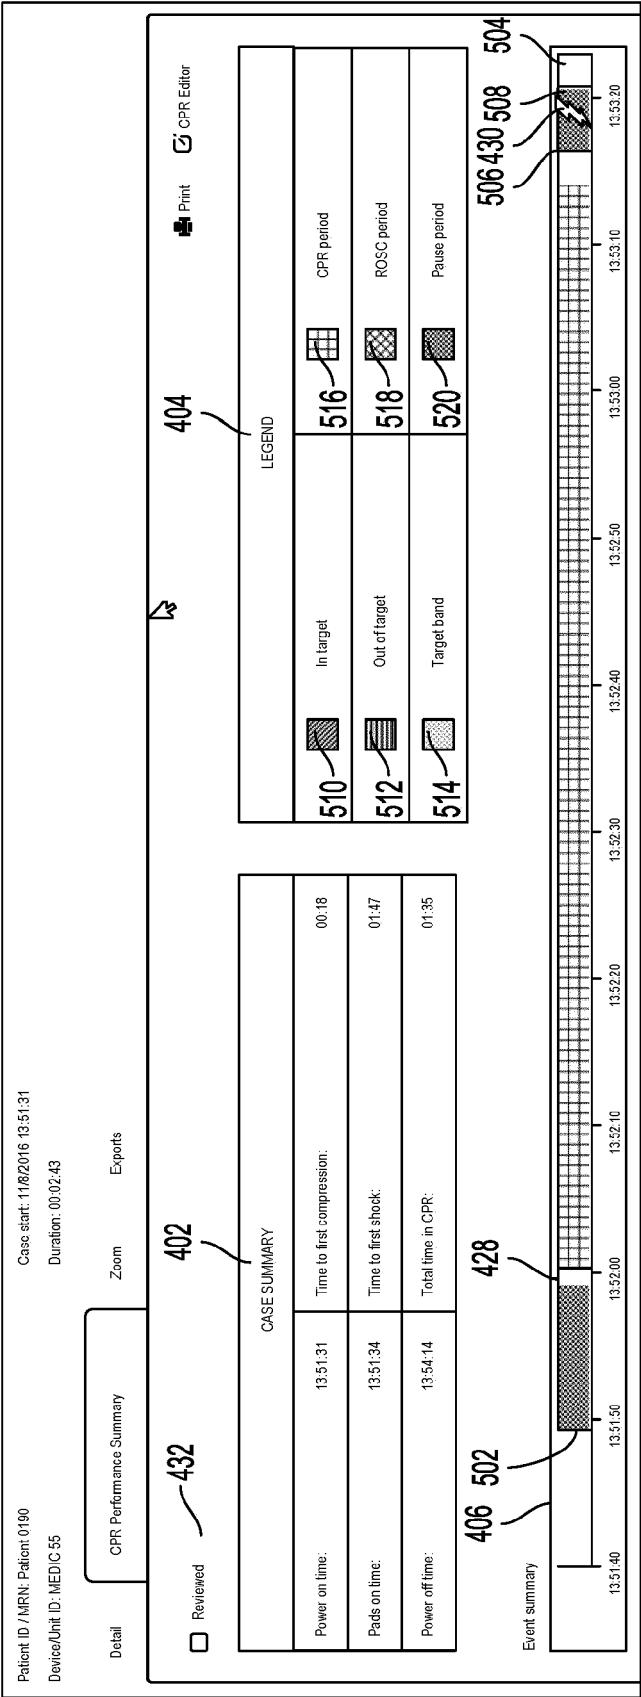 Patient ID / MRN: Patient 0190
Case start: 11/8/2016 13:51:31
Device/Unit ID: MEDIC 55
Duration: 00:02:43
Detail
CPR Performance Summary
Zoom
Exports
Reviewed
432
Print
CPR Editor
402
CASE SUMMARY
Power on time:
13:51:31
Time to first compression:
00:18
Pads on time:
13:51:34
Time to first shock:
01:47
Power off time:
13:54:14
Total time in CPR:
01:35
404
LEGEND
510
In target
516
CPR period
512
Out of target
518
ROSC period
514
Target band
520
Pause period
Event summary
406
502
428
506
430
508
504
13:51:40
13:51:50
13:52:00
13:52:10
13:52:20
13:52:30
13:52:40
13:52:50
13:53:00
13:53:10
13:53:20